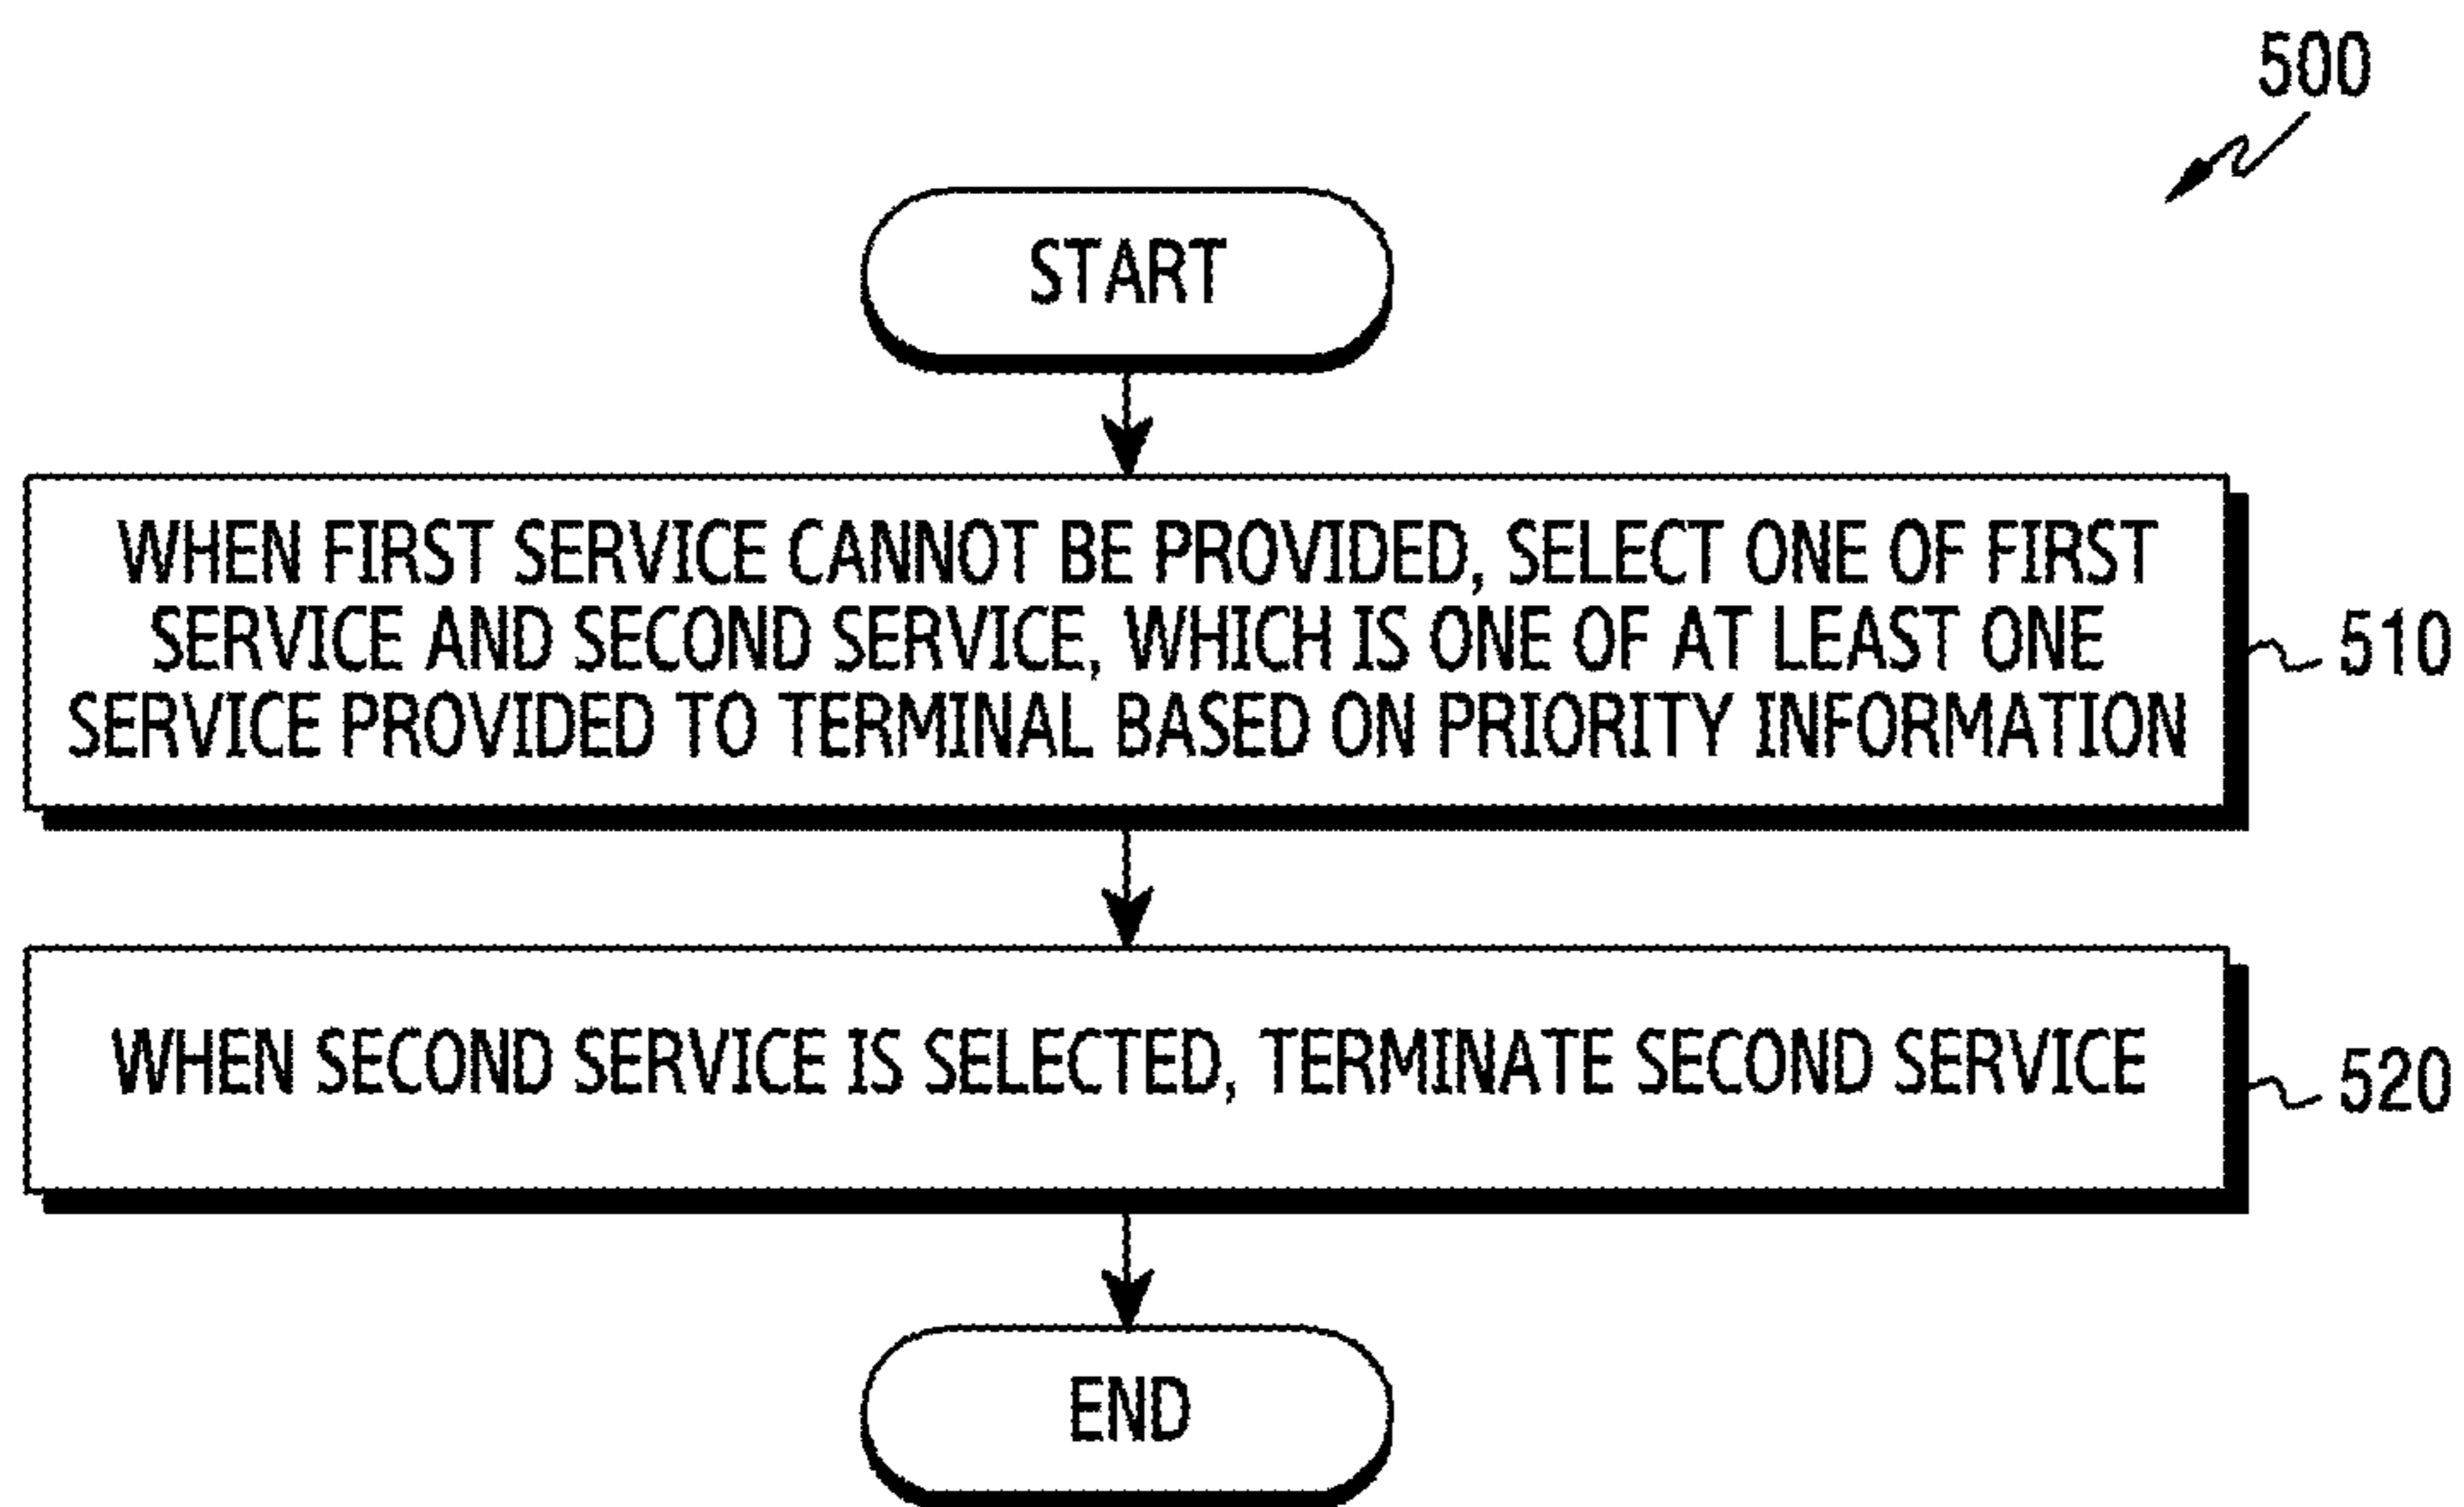 500
START
WHEN FIRST SERVICE CANNOT BE PROVIDED, SELECT ONE OF FIRST
SERVICE AND SECOND SERVICE, WHICH IS ONE OF AT LEAST ONE
SERVICE PROVIDED TO TERMINAL BASED ON PRIORITY INFORMATION
510
WHEN SECOND SERVICE IS SELECTED, TERMINATE SECOND SERVICE
520
END